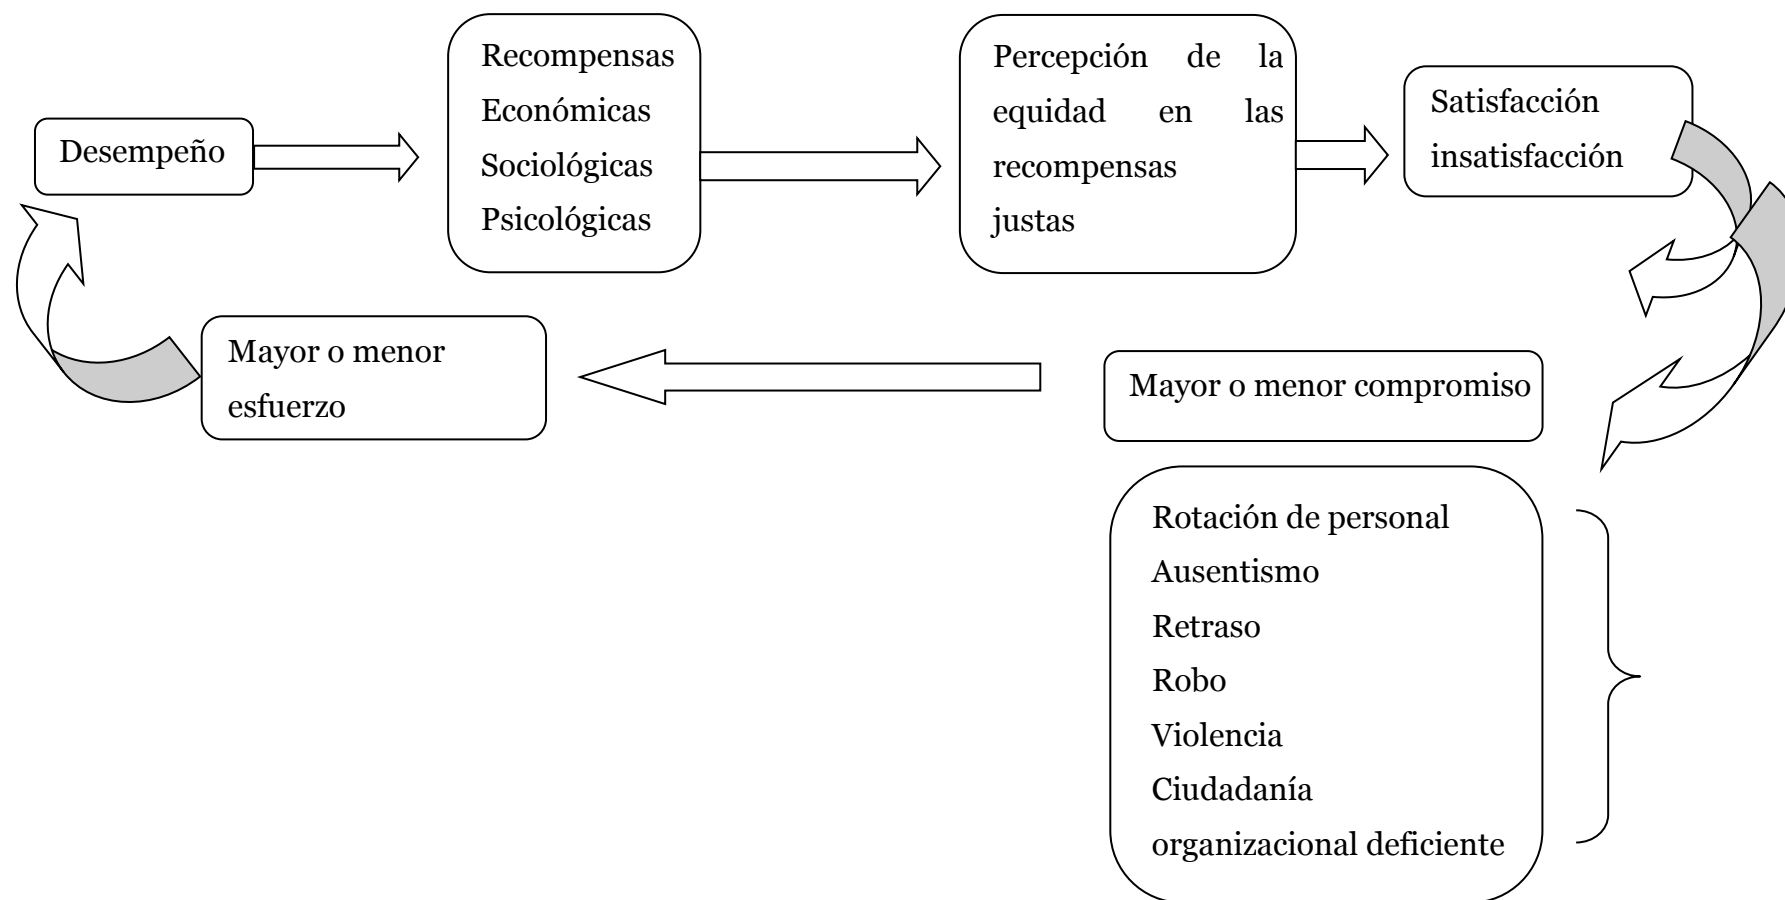 Desempeño
Recompensas
Económicas
Sociológicas
Psicológicas
Percepción de la
equidad en las
recompensas
justas
Satisfacción
insatisfacción
Mayor o menor
esfuerzo
Mayor o menor compromiso
Rotación de personal
Ausentismo
Retraso
Robo
Violencia
Ciudadanía
organizacional deficiente